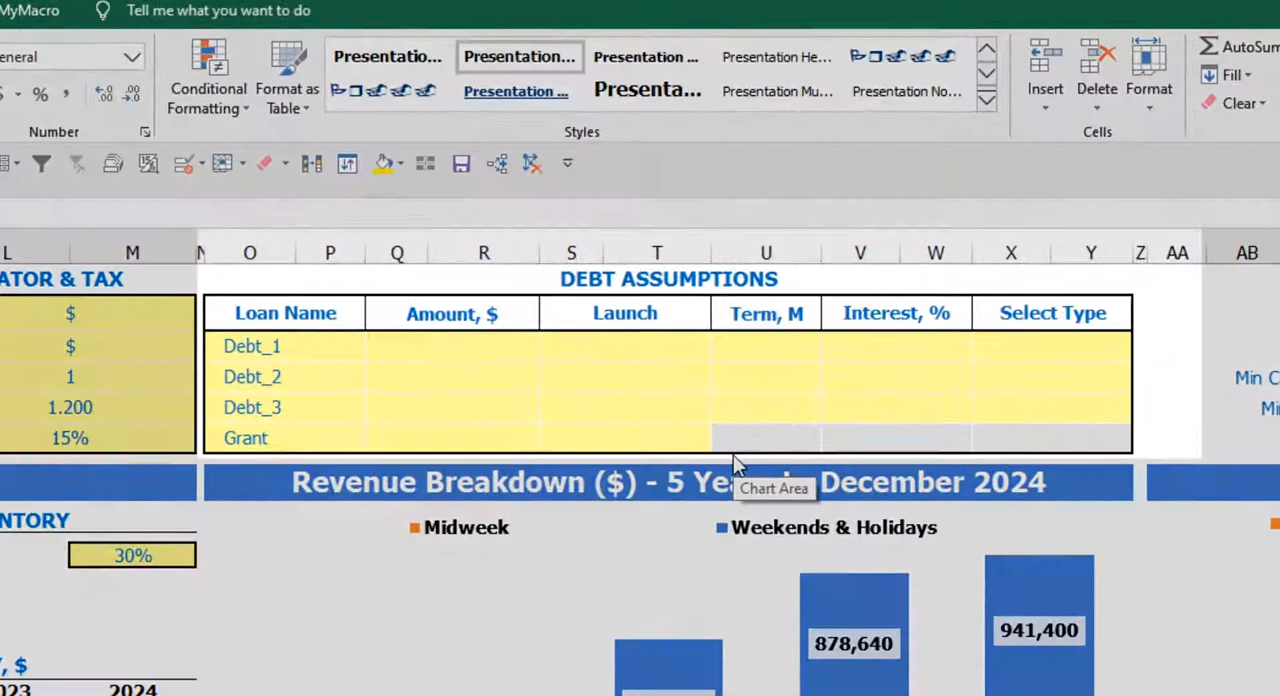 MyMacro Tell me what you want to do
eneral
Conditional Formatting
Format as Table
Presentatio... Presentation... Presentation ... Presentation He...
Presentation ... Presenta... Presentation Mu... Presentation No...
Insert Delete Format
AutoSum
Fill
Clear
% , .00
Number Styles Cells
L M N O P Q R S T U V W X Y Z AA AB
ATOR & TAX DEBT ASSUMPTIONS
$ Loan Name Amount, $ Launch Term, M Interest, % Select Type
$ Debt_1
1 Debt_2 Min C
1.200 Debt_3 Mi
15% Grant
Revenue Breakdown ($) - 5 Ye December 2024
Chart Area
NTORY
Midweek Weekends & Holidays
30%
878,640 941,400
, $
023 2024